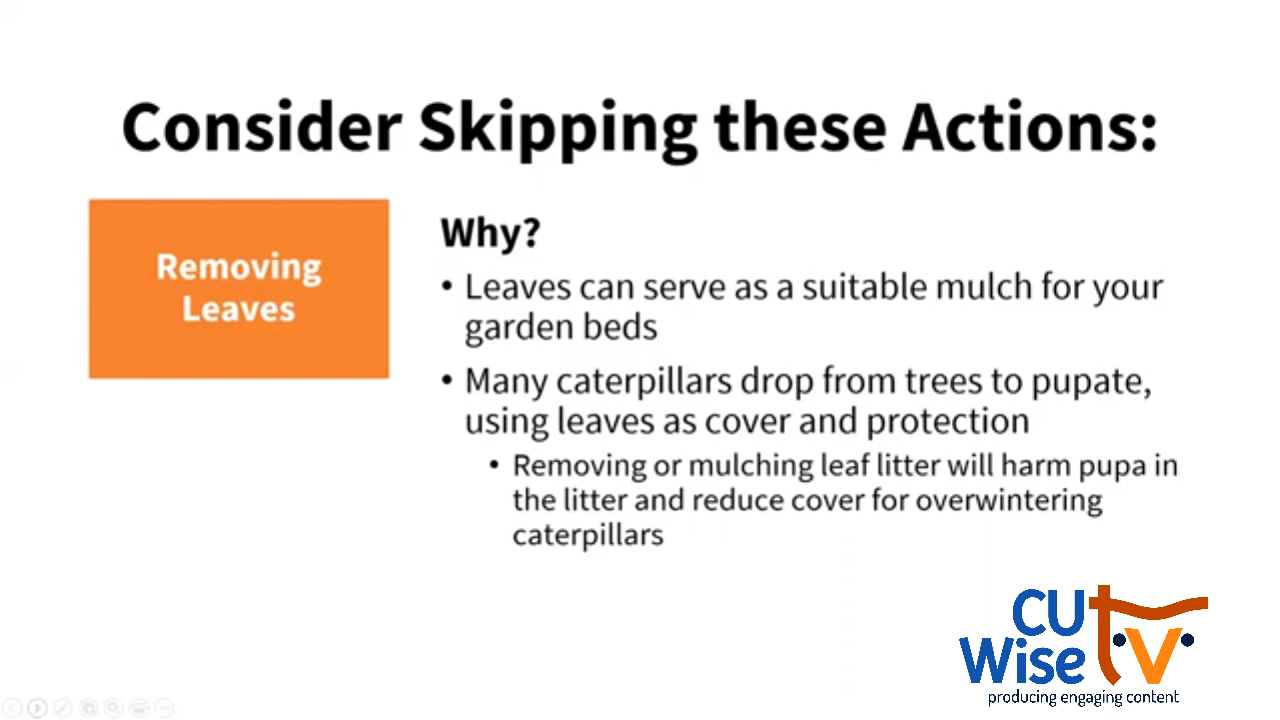 Consider Skipping these Actions:
Removing
Leaves
Why?
• Leaves can serve as a suitable mulch for your
garden beds
• Many caterpillars drop from trees to pupate,
using leaves as cover and protection
• Removing or mulching leaf litter will harm pupa in
the litter and reduce cover for overwintering
caterpillars
CU
Wise tv
producing engaging content